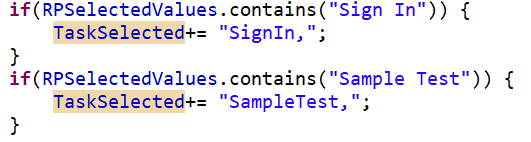 if(RPSelectedValues.contains("Sign In")) {
TaskSelected+= "SignIn,";
}
if(RPSelectedValues.contains("Sample Test")) {
TaskSelected+= "SampleTest,";
}